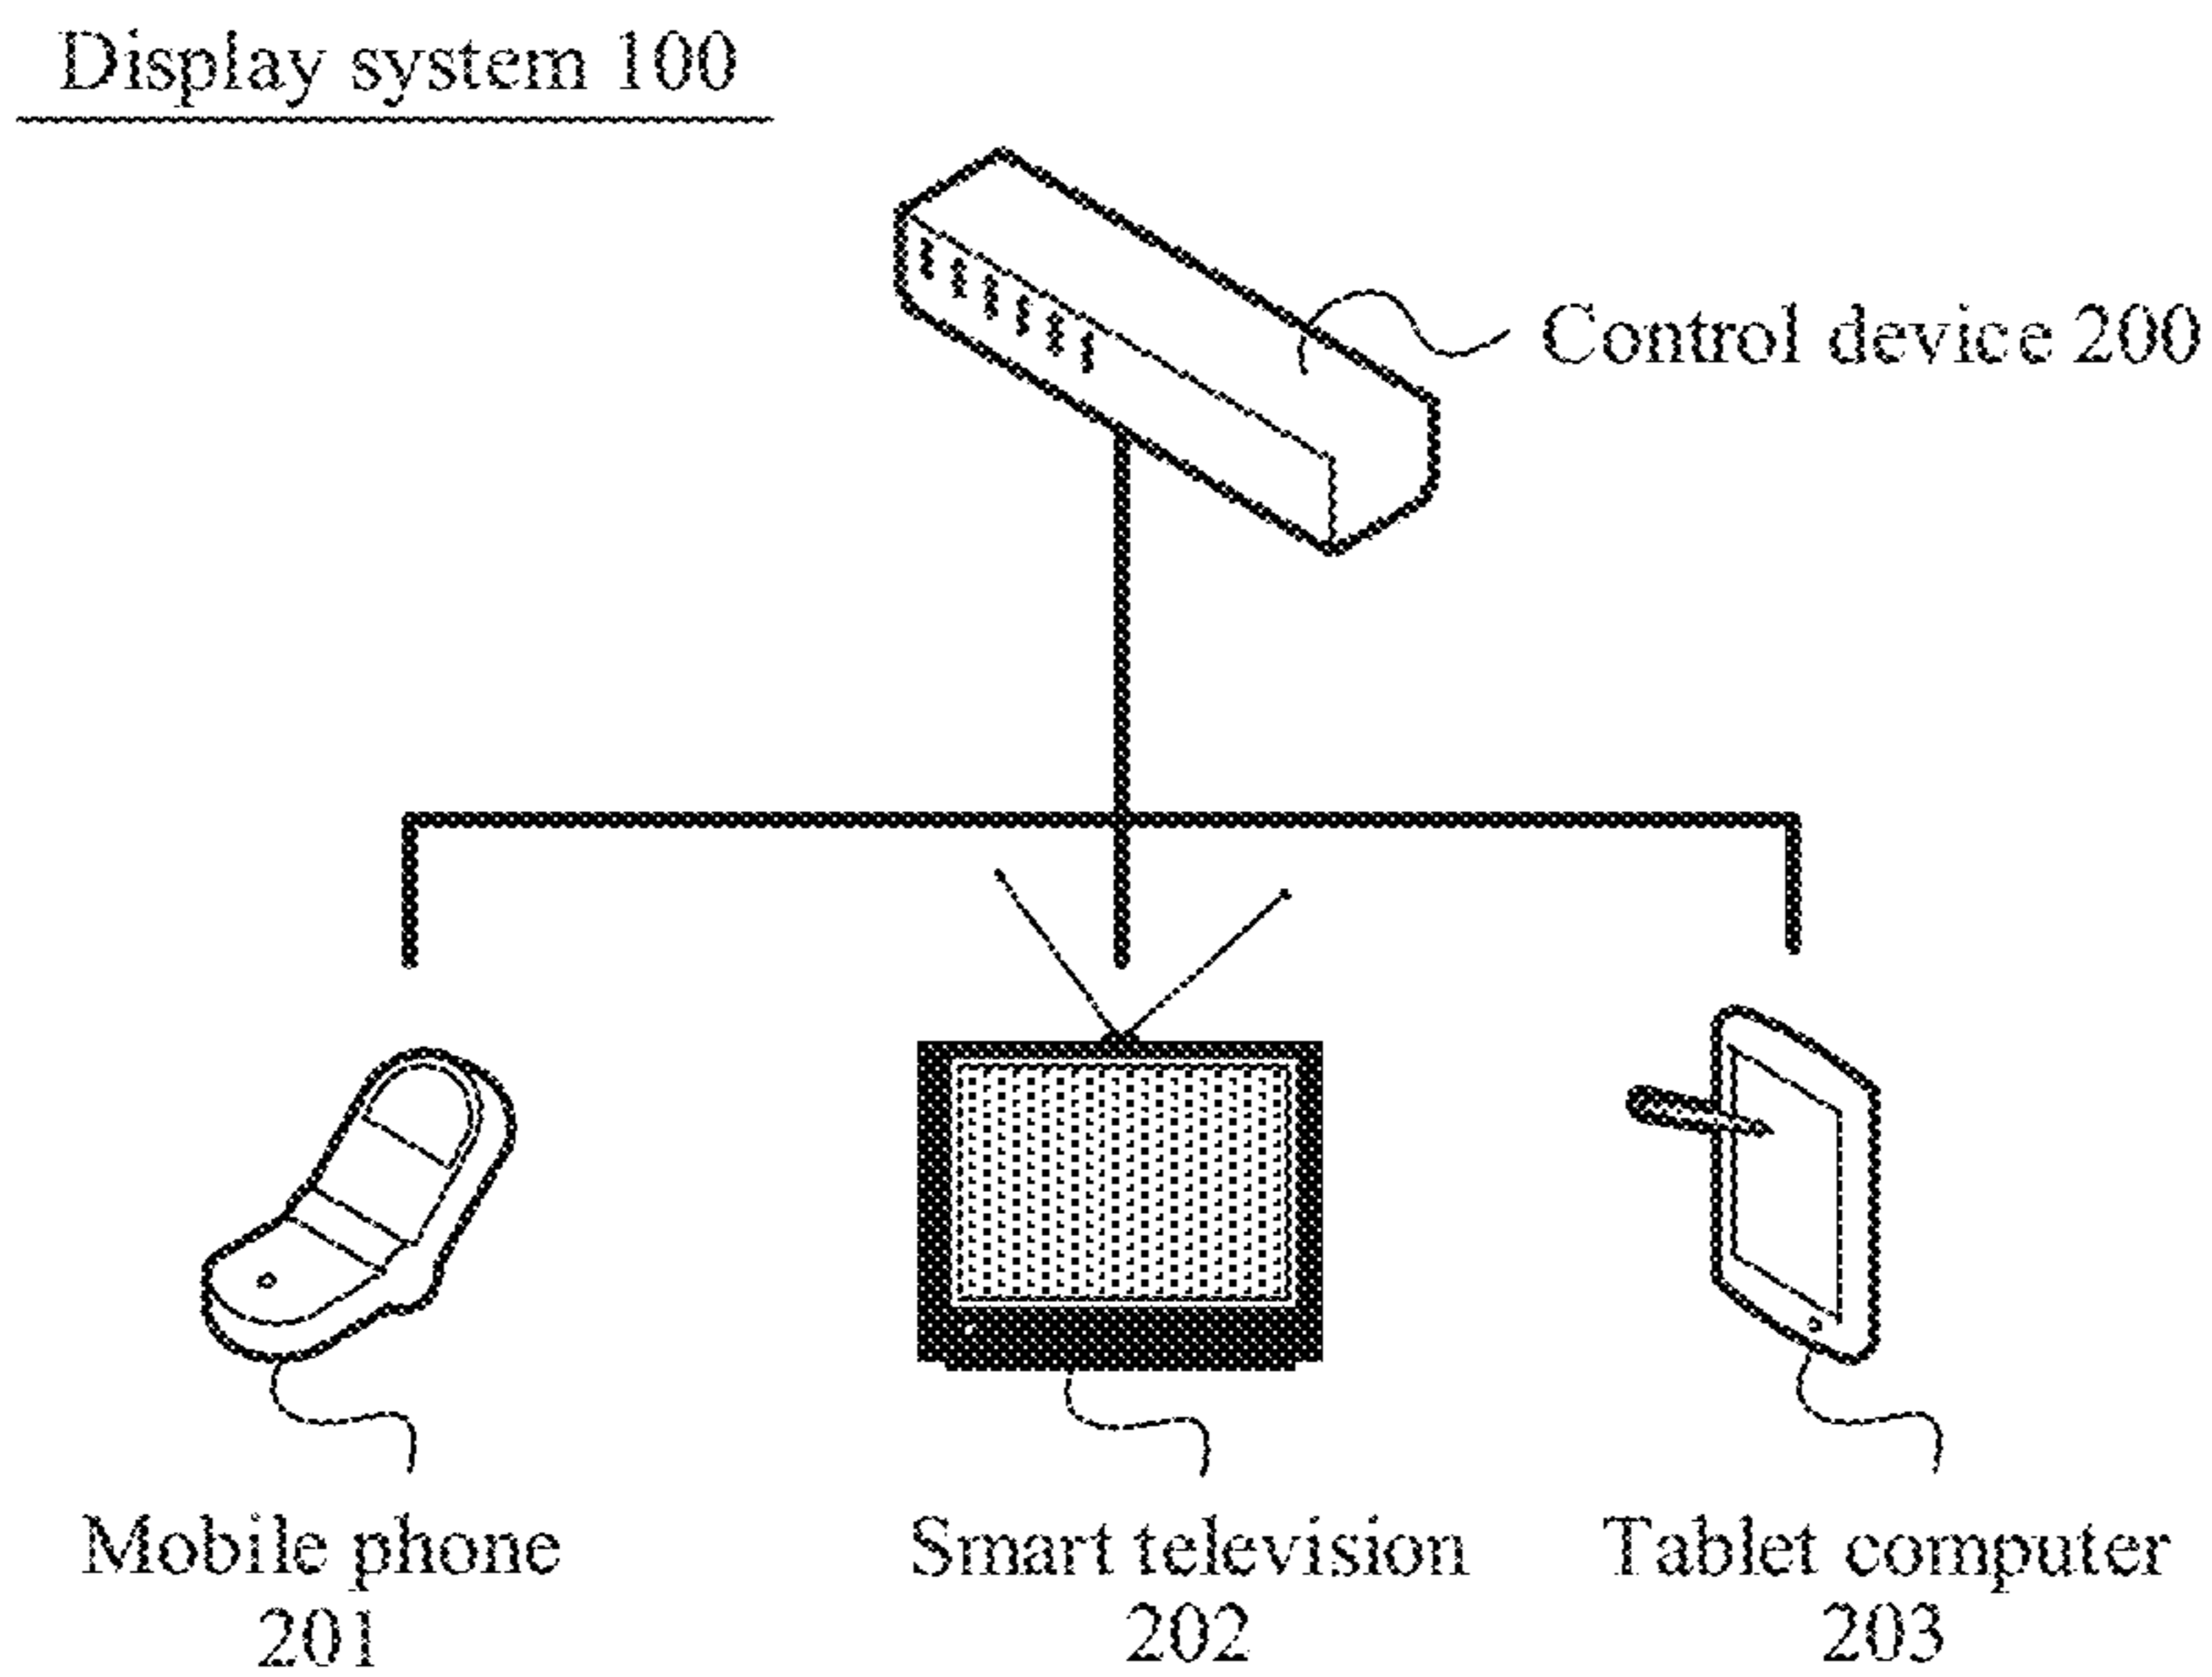 Display system 100
Control device 200
Mobile phone
201
Smart television
202
Tablet computer
203